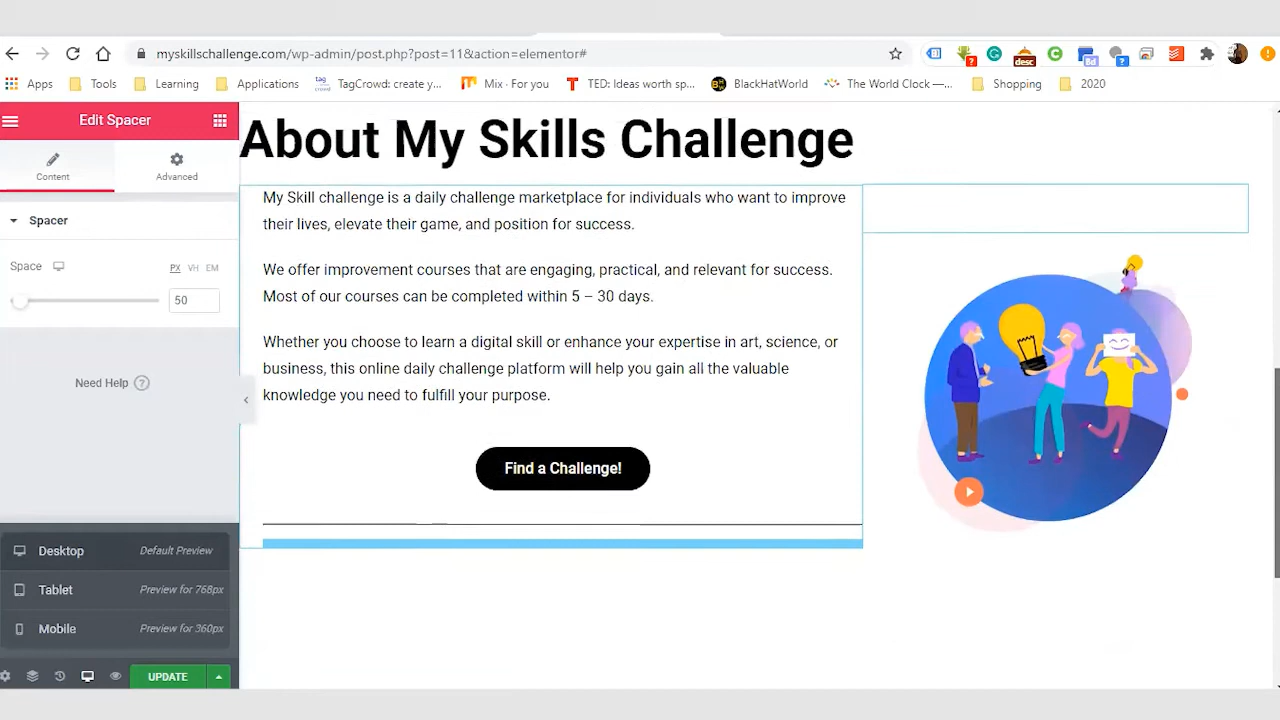 myskillschallenge.com/wp-admin/post.php?post=11&action=elementor#
?
desc
Bd
?
Apps
Tools
Learning
Applications
tag
crowd
TagCrowd: create y...
Mix · For you
T
TED: Ideas worth sp...
BlackHatWorld
The World Clock —...
Shopping
2020
Edit Spacer
Content
Advanced
Spacer
Space
PX VH EM
50
Need Help ?
Desktop Default Preview
Tablet Preview for 768px
Mobile Preview for 360px
UPDATE
About My Skills Challenge
My Skill challenge is a daily challenge marketplace for individuals who want to improve
their lives, elevate their game, and position for success.
We offer improvement courses that are engaging, practical, and relevant for success.
Most of our courses can be completed within 5 – 30 days.
Whether you choose to learn a digital skill or enhance your expertise in art, science, or
business, this online daily challenge platform will help you gain all the valuable
knowledge you need to fulfill your purpose.
Find a Challenge!